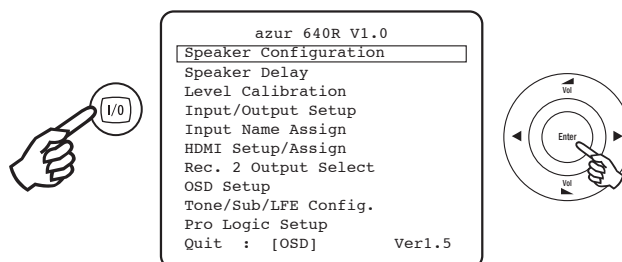 I/0
azur 640R V1.0
Speaker Configuration
Speaker Delay
Level Calibration
Input/Output Setup
Input Name Assign
HDMI Setup/Assign
Rec. 2 Output Select
OSD Setup
Tone/Sub/LFE Config.
Pro Logic Setup
Quit : [OSD] Ver1.5
Vol
Enter
Vol